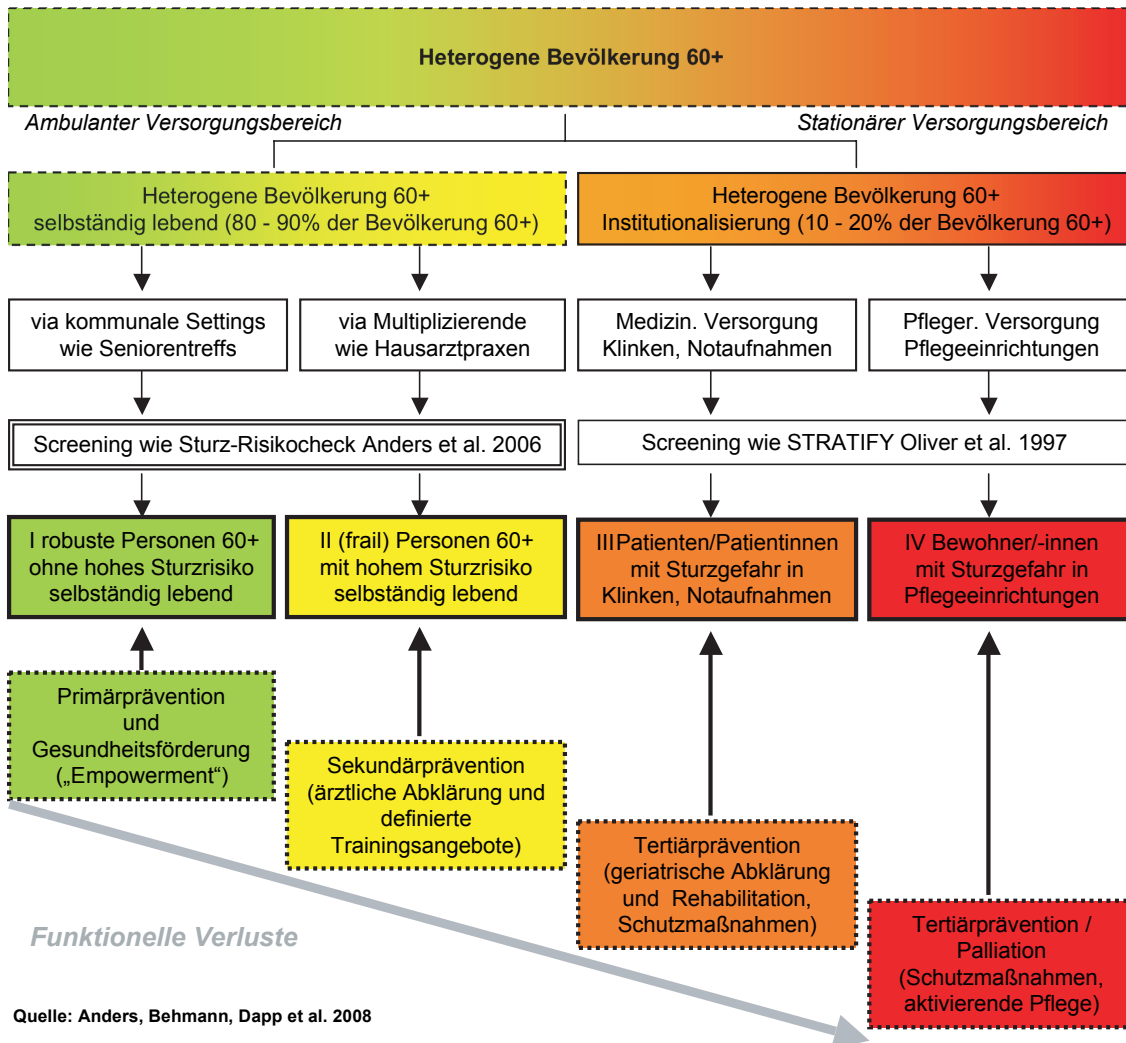 Heterogene Bevölkerung 60+
Ambulanter Versorgungsbereich
Stationärer Versorgungsbereich
Heterogene Bevölkerung 60+
selbständig lebend (80 - 90% der Bevölkerung 60+)
Heterogene Bevölkerung 60+
Institutionalisierung (10 - 20% der Bevölkerung 60+)
via kommunale Settings
wie Seniorentreffs
via Multiplizierende
wie Hausarztpraxen
Medizin. Versorgung
Klinken, Notaufnahmen
Pfleger. Versorgung
Pflegeeinrichtungen
Screening wie Sturz-Risikocheck Anders et al. 2006
Screening wie STRATIFY Oliver et al. 1997
I robuste Personen 60+
ohne hohes Sturzrisiko
selbständig lebend
II (frail) Personen 60+
mit hohem Sturzrisiko
selbständig lebend
III Patienten/Patientinnen
mit Sturzgefahr in
Klinken, Notaufnahmen
IV Bewohner/-innen
mit Sturzgefahr in
Pflegeeinrichtungen
Primärprävention
und
Gesundheitsförderung
(„Empowerment“)
Sekundärprävention
(ärztliche Abklärung und
definierte
Trainingsangebote)
Tertiärprävention
(geriatrische Abklärung
und Rehabilitation,
Schutzmaßnahmen)
Tertiärprävention /
Palliation
(Schutzmaßnahmen,
aktivierende Pflege)
Funktionelle Verluste
Quelle: Anders, Behmann, Dapp et al. 2008